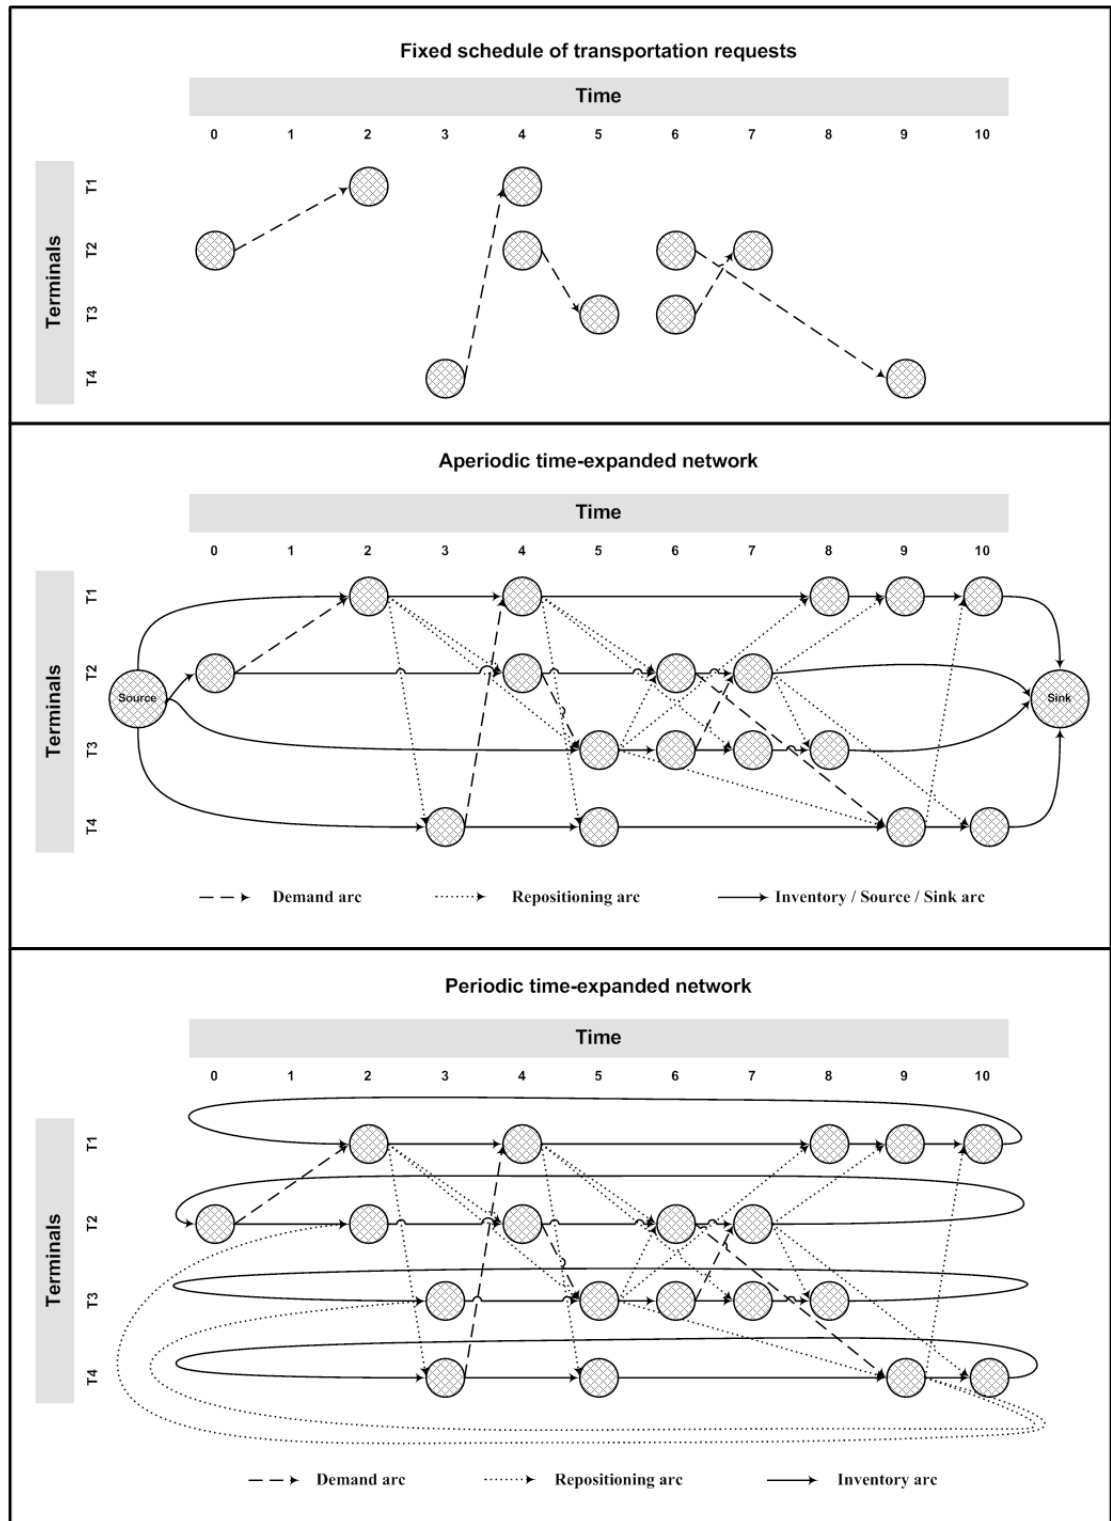 Fixed schedule of transportation requests
Time
0 1 2 3 4 5 6 7 8 9 10
Terminals
T1
T2
T3
T4
Aperiodic time-expanded network
Time
0 1 2 3 4 5 6 7 8 9 10
Terminals
T1
T2
T3
T4
Source
Sink
Demand arc Repositioning arc Inventory / Source / Sink arc
Periodic time-expanded network
Time
0 1 2 3 4 5 6 7 8 9 10
Terminals
T1
T2
T3
T4
Demand arc Repositioning arc Inventory arc